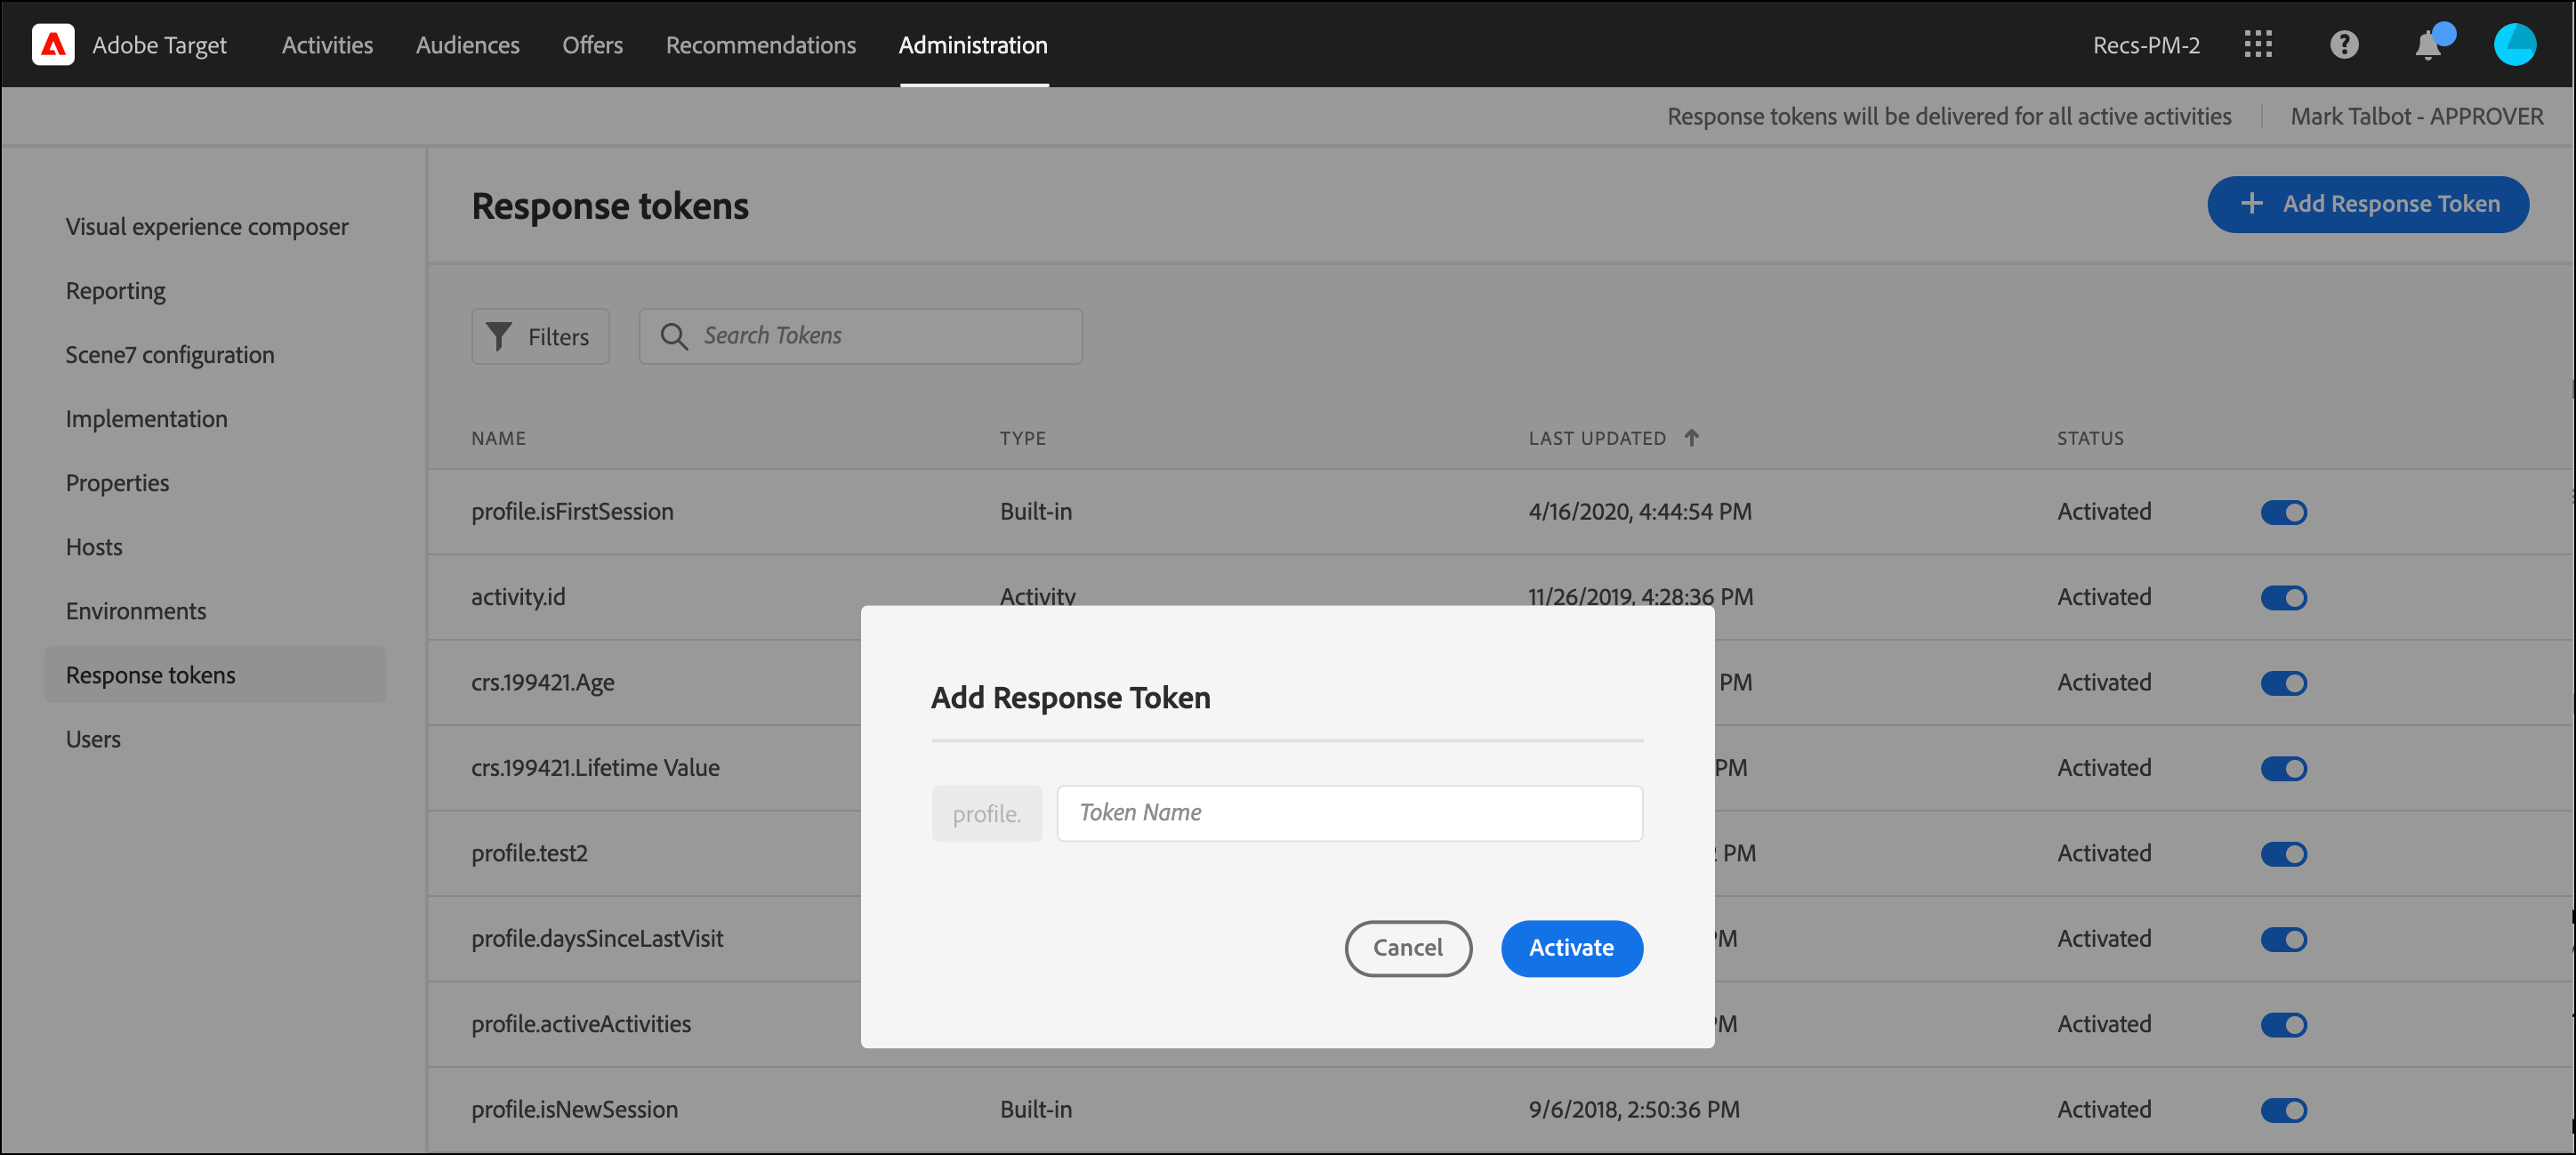 Adobe Target Activities Audiences Offers Recommendations Administration Recs-PM-2
Response tokens will be delivered for all active activities Mark Talbot - APPROVER
Visual experience composer
Reporting
Scene7 configuration
Implementation
Properties
Hosts
Environments
Response tokens
Users
Response tokens
Add Response Token
Filters
Search Tokens
NAME TYPE LAST UPDATED STATUS
profile.isFirstSession Built-in 4/16/2020, 4:44:54 PM Activated
activity.id Activity 11/26/2019, 4:28:36 PM Activated
crs.199421.Age PM Activated
crs.199421.Lifetime Value PM Activated
profile.test2 PM Activated
profile.daysSinceLastVisit Activated
profile.activeActivities Activated
profile.isNewSession Built-in 9/6/2018, 2:50:36 PM Activated
Add Response Token
profile. Token Name
Cancel Activate